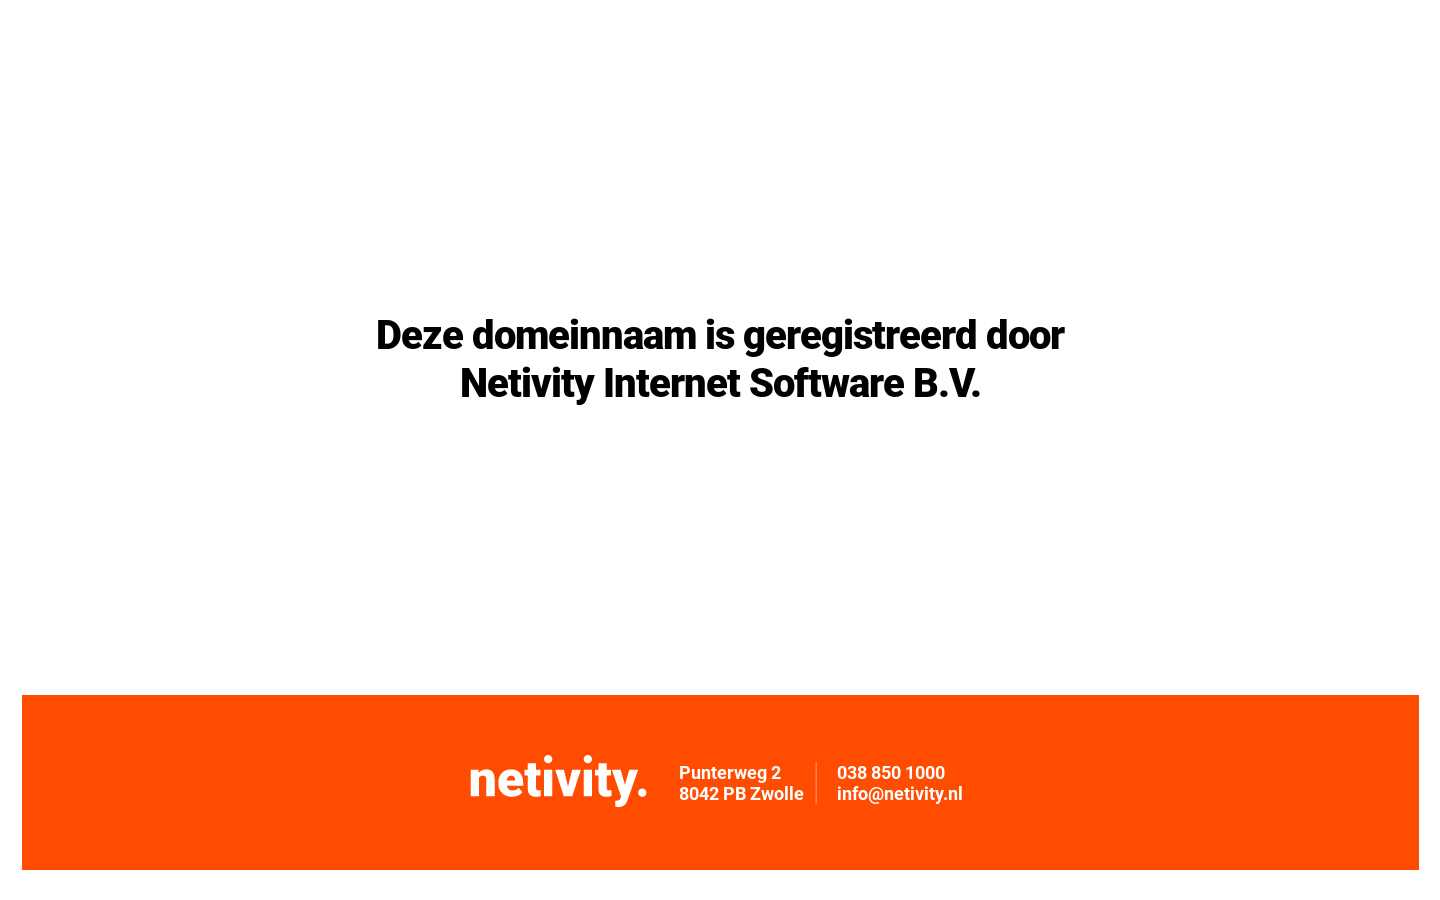 Deze domeinnaam is geregistreerd door
Netivity Internet Software B.V.
netivity.
Punterweg 2
8042 PB Zwolle
038 850 1000
info@netivity.nl